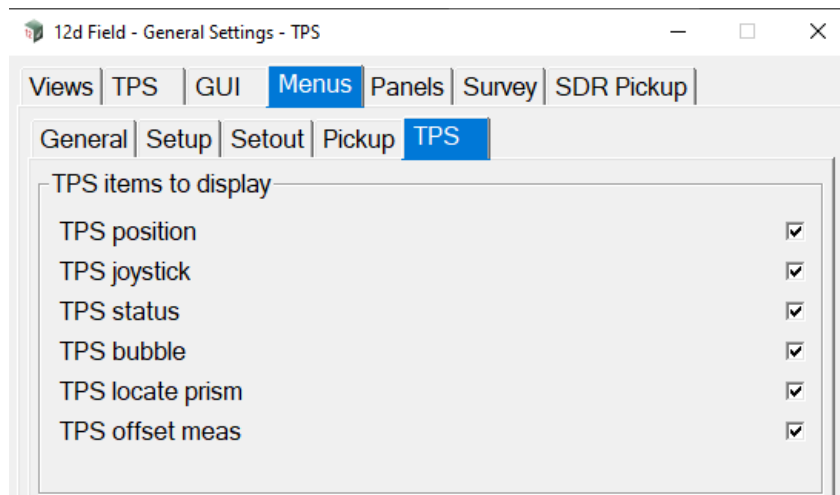 12d Field - General Settings - TPS
Views TPS GUI Menus Panels Survey SDR Pickup
General Setup Setout Pickup TPS
TPS items to display
TPS position
TPS joystick
TPS status
TPS bubble
TPS locate prism
TPS offset meas